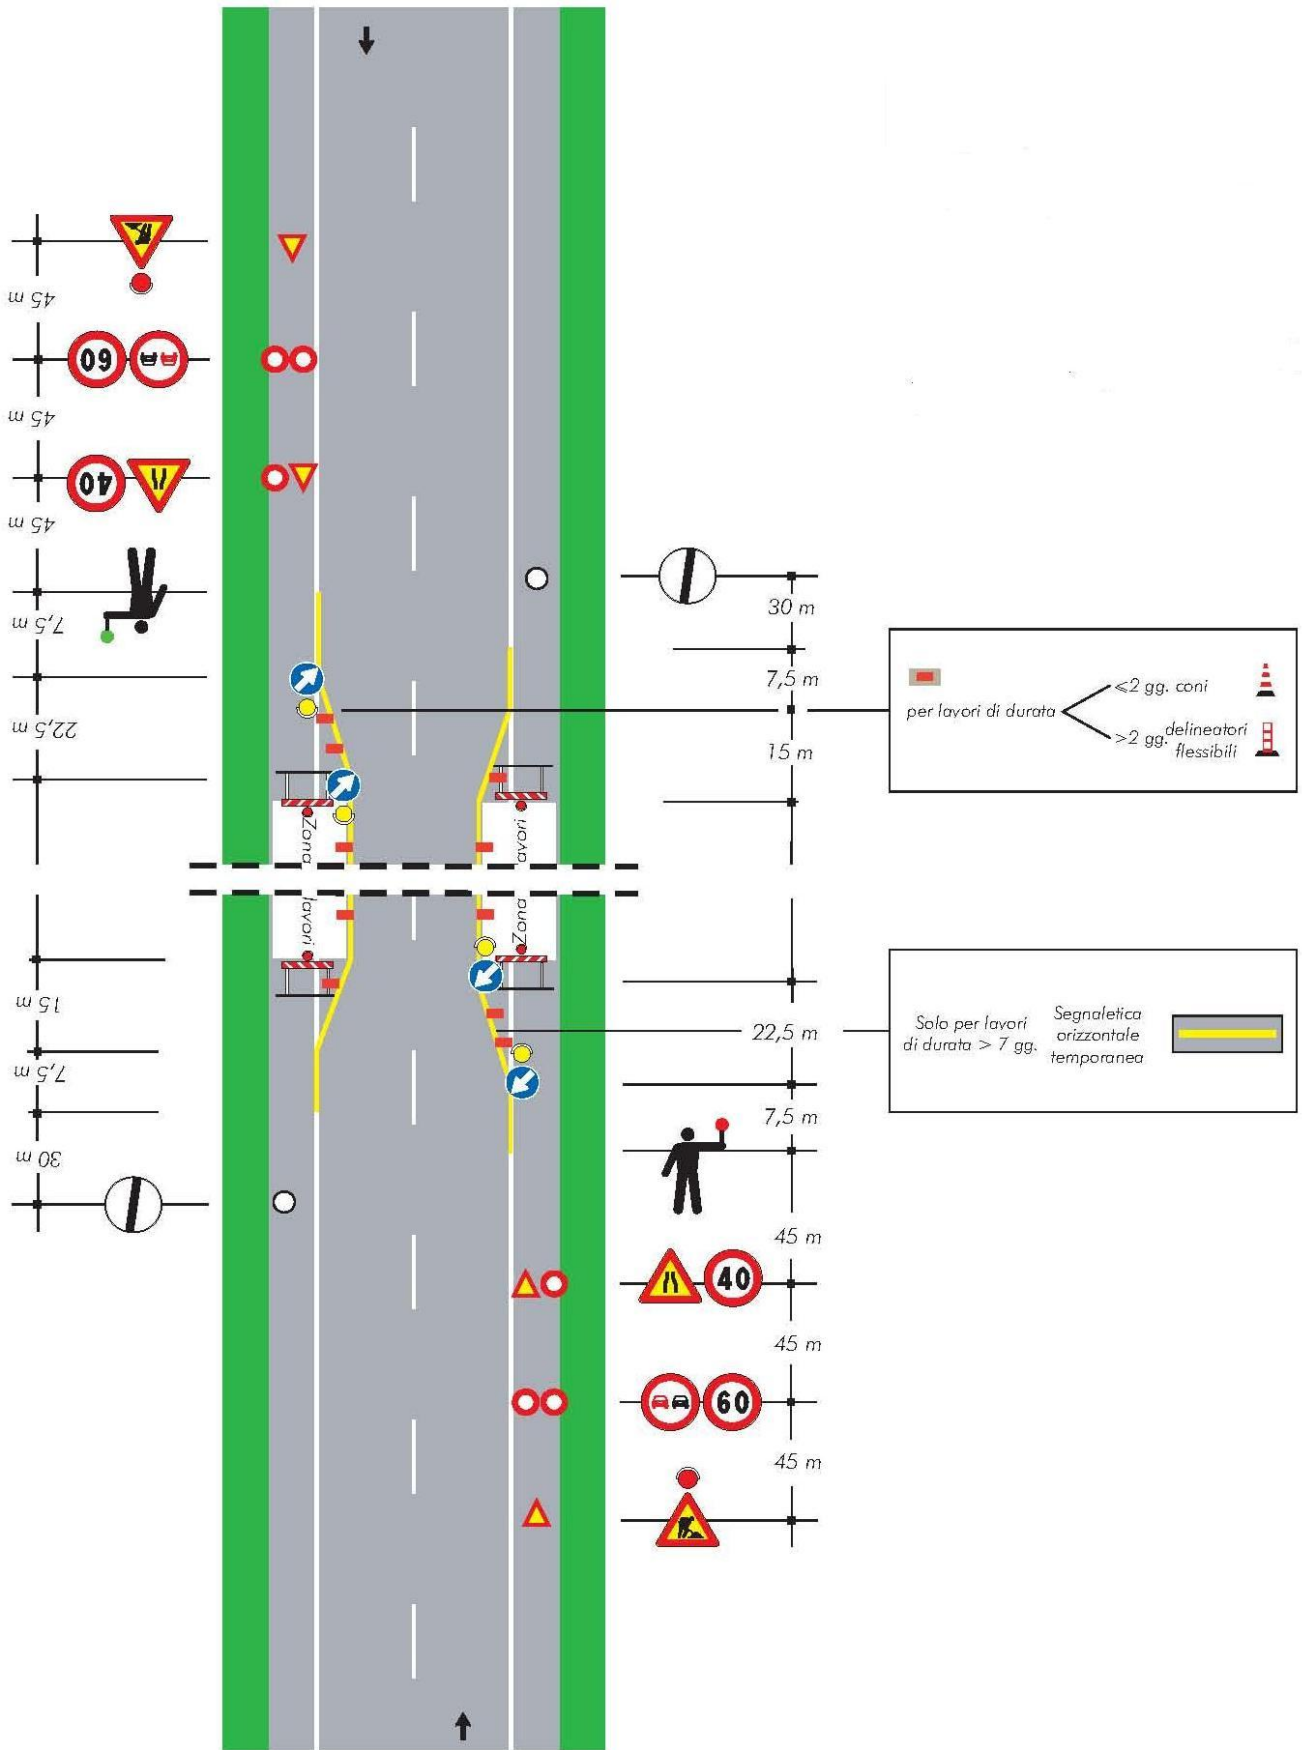 45 m
60
45 m
40
45 m
7,5 m
22,5 m
30 m
7,5 m
15 m
per lavori di durata
≤2 gg. coni
>2 gg. delineatori
flessibili
Zona
lavori
avori
Zona
15 m
7,5 m
30 m
22,5 m
7,5 m
Solo per lavori
di durata > 7 gg.
Segnaletica
orizzontale
temporanea
45 m
40
45 m
60
45 m